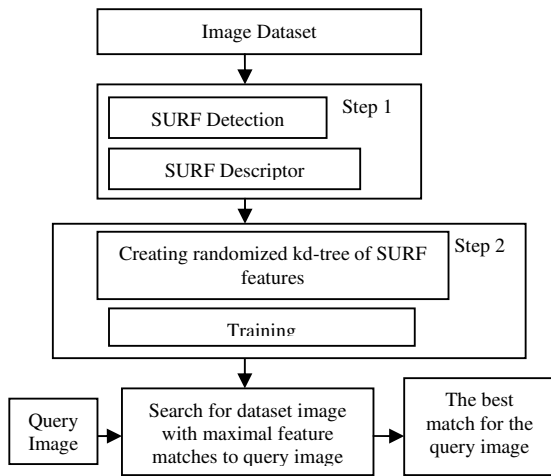 Image Dataset
Step 1
SURF Detection
SURF Descriptor
Step 2
Creating randomized kd-tree of SURF
features
Training
Query
Image
Search for dataset image
with maximal feature
matches to query image
The best
match for the
query image